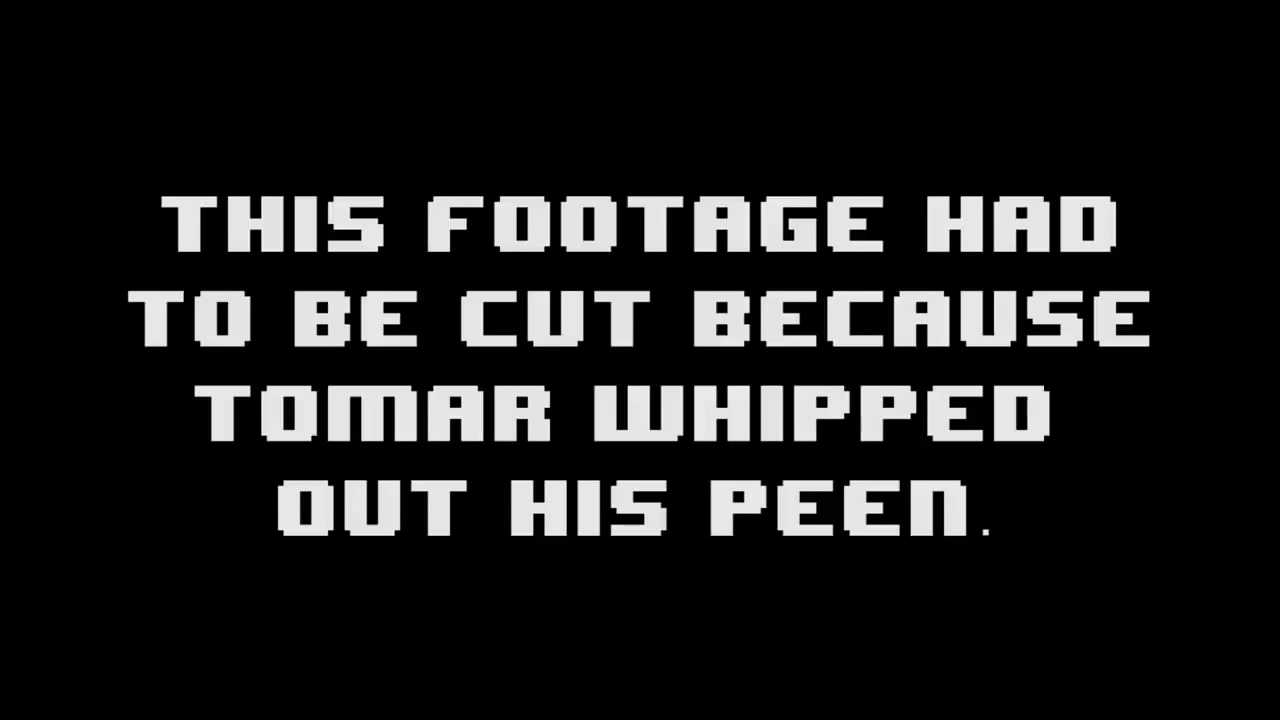 THIS FOOTAGE HAD
TO BE CUT BECAUSE
TOMAR WHIPPED
OUT HIS PEEN.